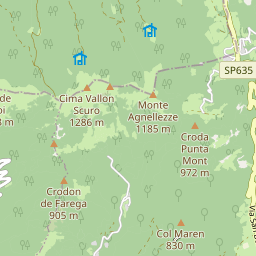 SP635
de
Cima Vallon
Scuro
1286 m
Monte
Agnellezze
1185 m
Croda
Punta
Mont
972 m
Crodon
de Farega
905 m
Col Maren
830 m